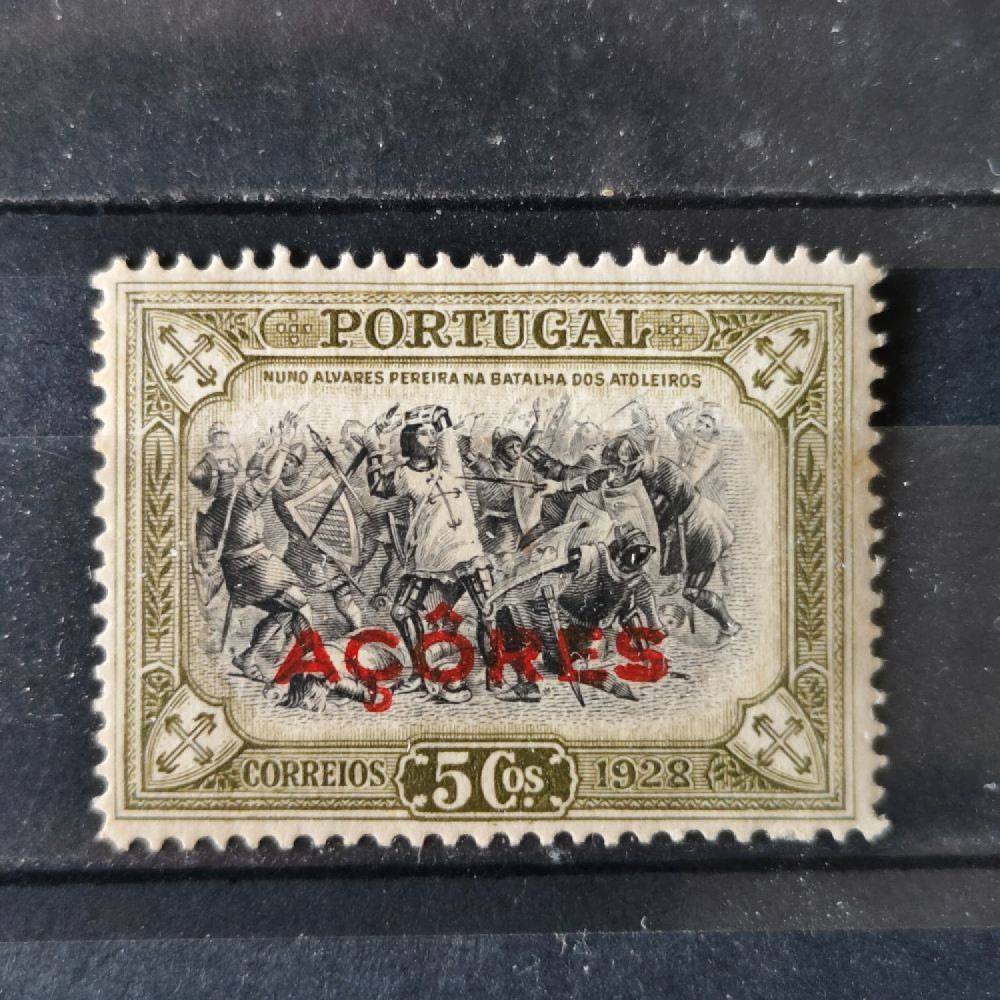 PORTUGAL
NUNO ALVARES PEREIRA NA BATALHA DOS ATOLEIROS
AÇÔRES
CORREIOS 5 Cos. 1928